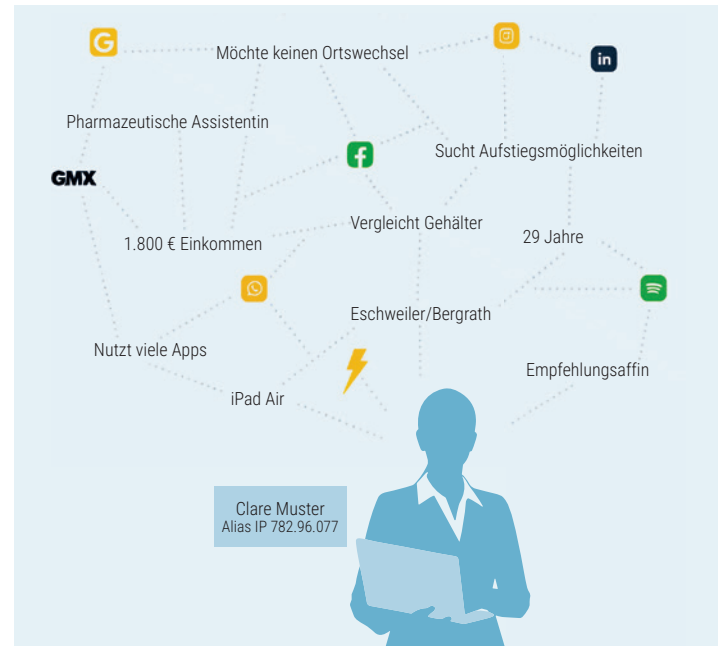 G
in
Möchte keinen Ortswechsel
Pharmazeutische Assistentin
f
Sucht Aufstiegsmöglichkeiten
GMX
Vergleicht Gehälter
29 Jahre
1.800 € Einkommen
Eschweiler/Bergrath
Nutzt viele Apps
Empfehlungsaffin
iPad Air
Clare Muster
Alias IP 782.96.077